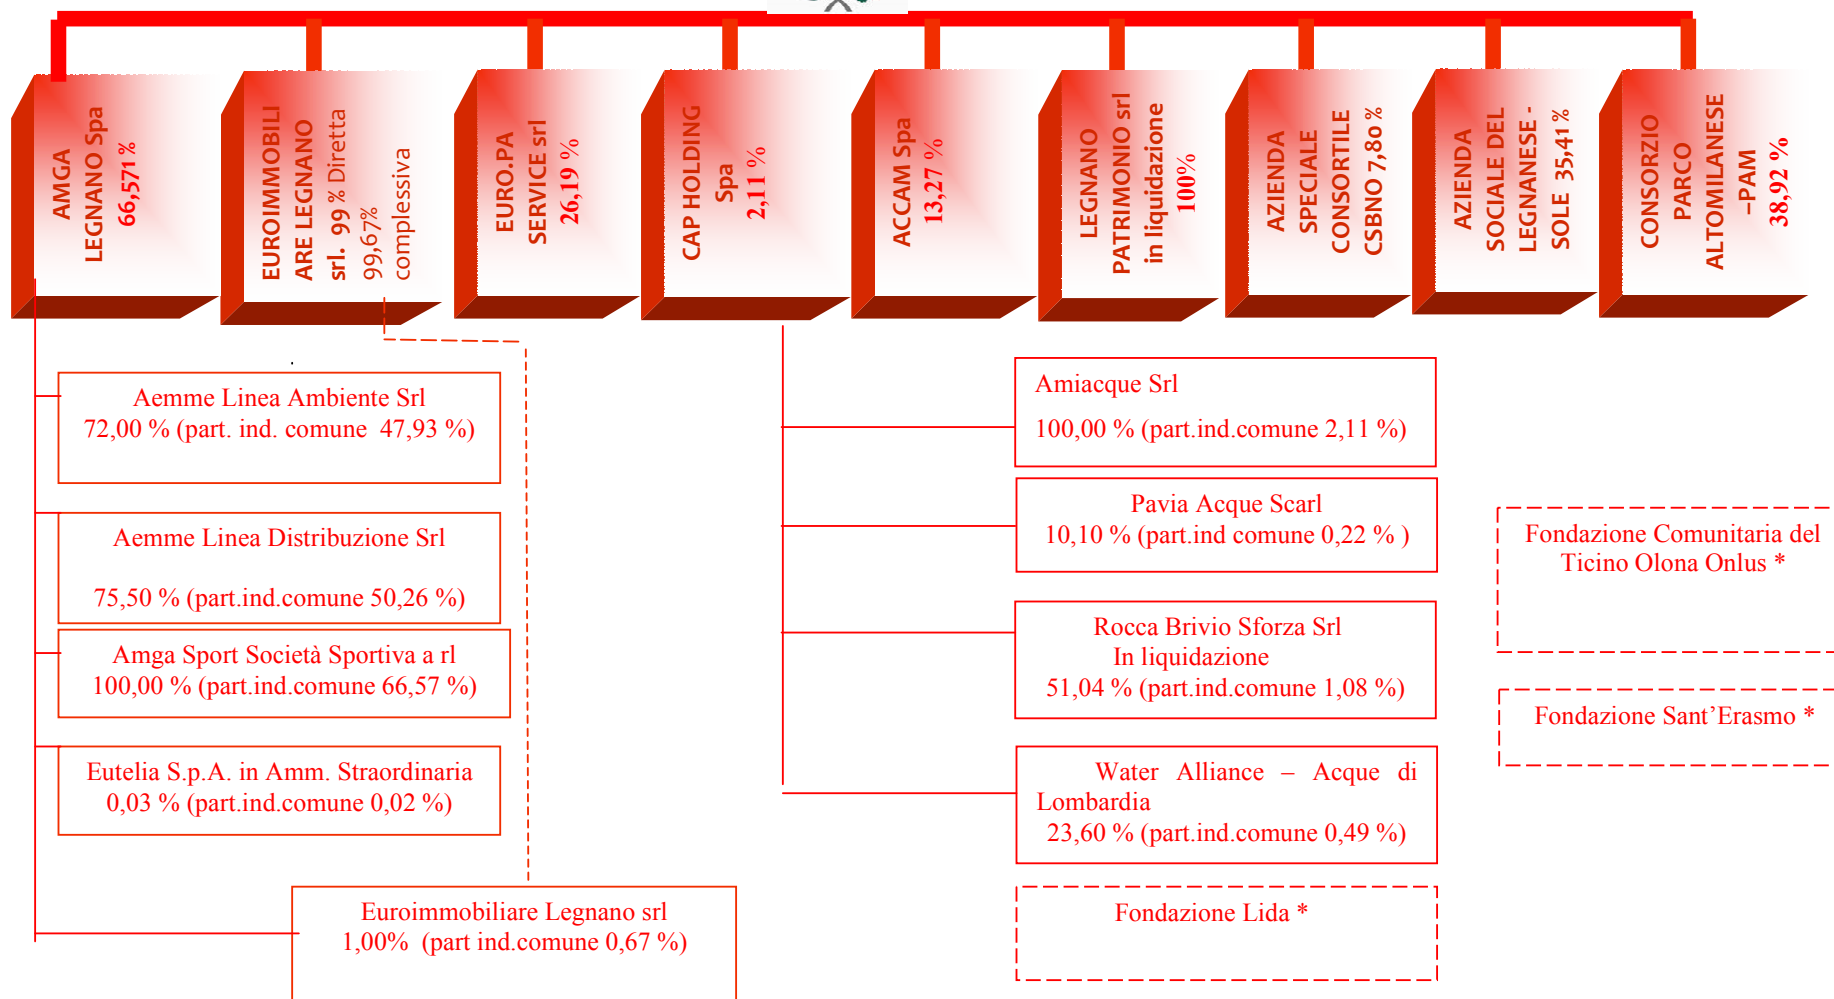 AMGA
LEGNANO Spa
66,571%
EUROIMMOBILI
ARE LEGNANO
srl. 99 % Diretta
99,67%
complessiva
EURO.PA
SERVICE srl
26,19 %
CAP HOLDING
Spa
2,11 %
ACCAM Spa
13,27 %
LEGNANO
PATRIMONIO srl
in liquidazione
100%
AZIENDA
SPECIALE
CONSORTILE
CSBNO 7,80 %
AZIENDA
SOCIALE DEL
LEGNANESE -
SOLE 35,41 %
CONSORZIO
PARCO
ALTOMILANESE
–PAM
38,92 %
Aemme Linea Ambiente Srl
72,00 % (part. ind. comune 47,93 %)
Aemme Linea Distribuzione Srl
75,50 % (part.ind.comune 50,26 %)
Amga Sport Società Sportiva a rl
100,00 % (part.ind.comune 66,57 %)
Eutelia S.p.A. in Amm. Straordinaria
0,03 % (part.ind.comune 0,02 %)
Euroimmobiliare Legnano srl
1,00% (part ind.comune 0,67 %)
Amiacque Srl
100,00 % (part.ind.comune 2,11 %)
Pavia Acque Scarl
10,10 % (part.ind comune 0,22 % )
Rocca Brivio Sforza Srl
In liquidazione
51,04 % (part.ind.comune 1,08 %)
Water Alliance – Acque di
Lombardia
23,60 % (part.ind.comune 0,49 %)
Fondazione Lida *
Fondazione Comunitaria del
Ticino Olona Onlus *
Fondazione Sant’Erasmo *